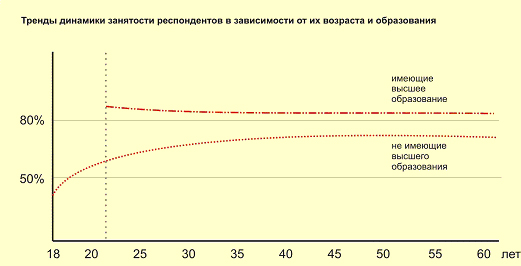 Тренды динамики занятости респондентов в зависимости от их возраста и образования
имеющие
высшее
образование
80%
не имеющие
высшего
образования
50%
18 20 25 30 35 40 45 50 55 60 лет